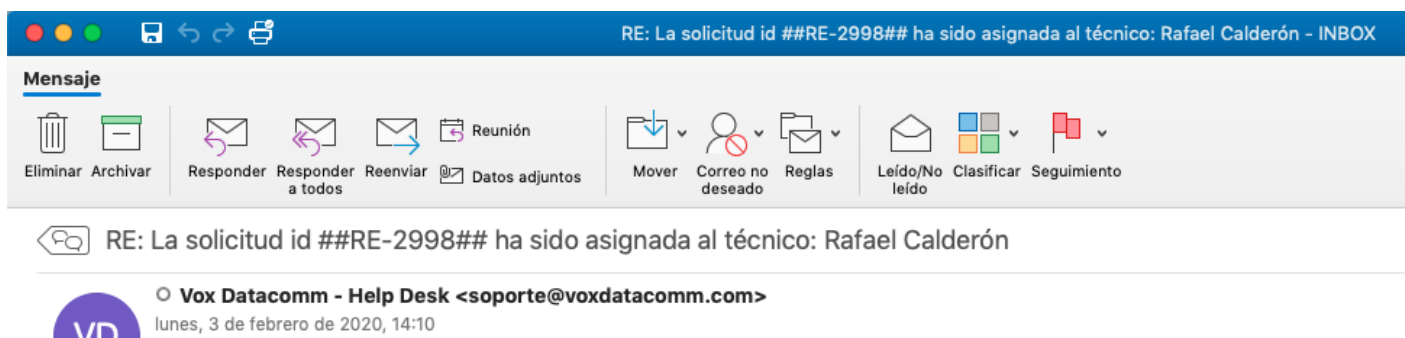 RE: La solicitud id ##RE-2998## ha sido asignada al técnico: Rafael Calderón - INBOX
Mensaje
Eliminar
Archivar
Responder
Responder a todos
Reenviar
Reunión
Datos adjuntos
Mover
Correo no deseado
Reglas
Leído/No leído
Clasificar
Seguimiento
RE: La solicitud id ##RE-2998## ha sido asignada al técnico: Rafael Calderón
VD
Vox Datacomm - Help Desk <soporte@voxdatacomm.com>
lunes, 3 de febrero de 2020, 14:10